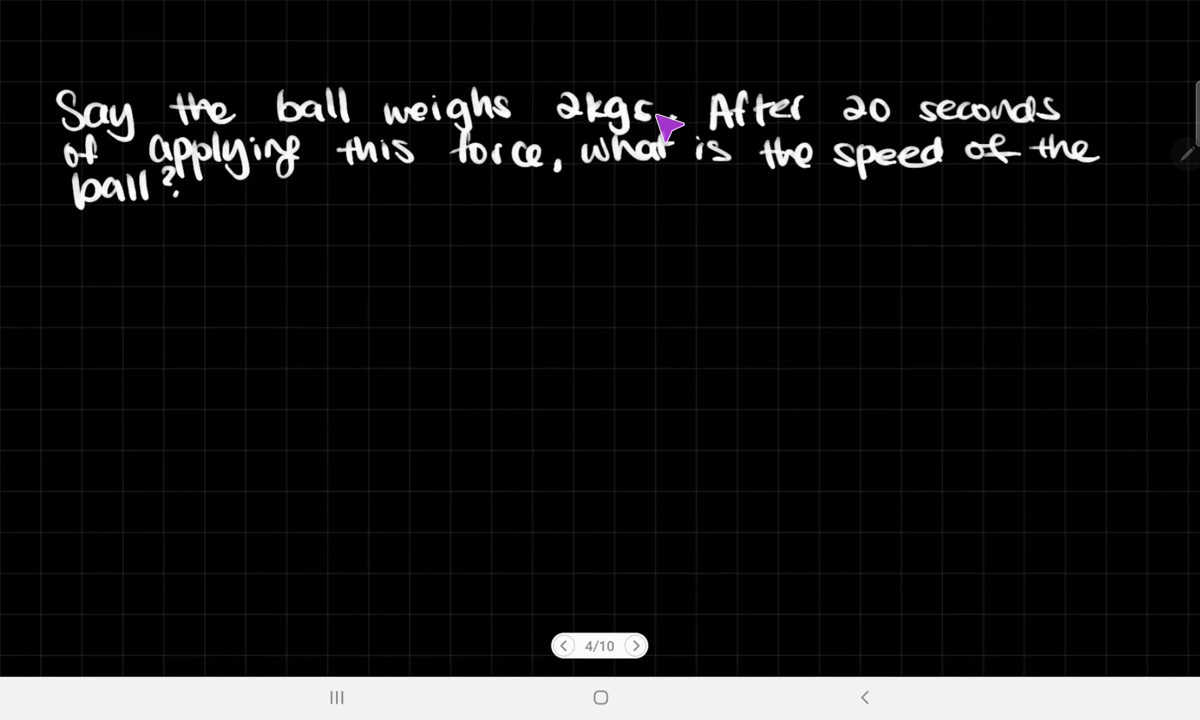 Say the ball weighs 2kgs. After 20 seconds
of applying this force, what is the speed of the
ball?
4/10